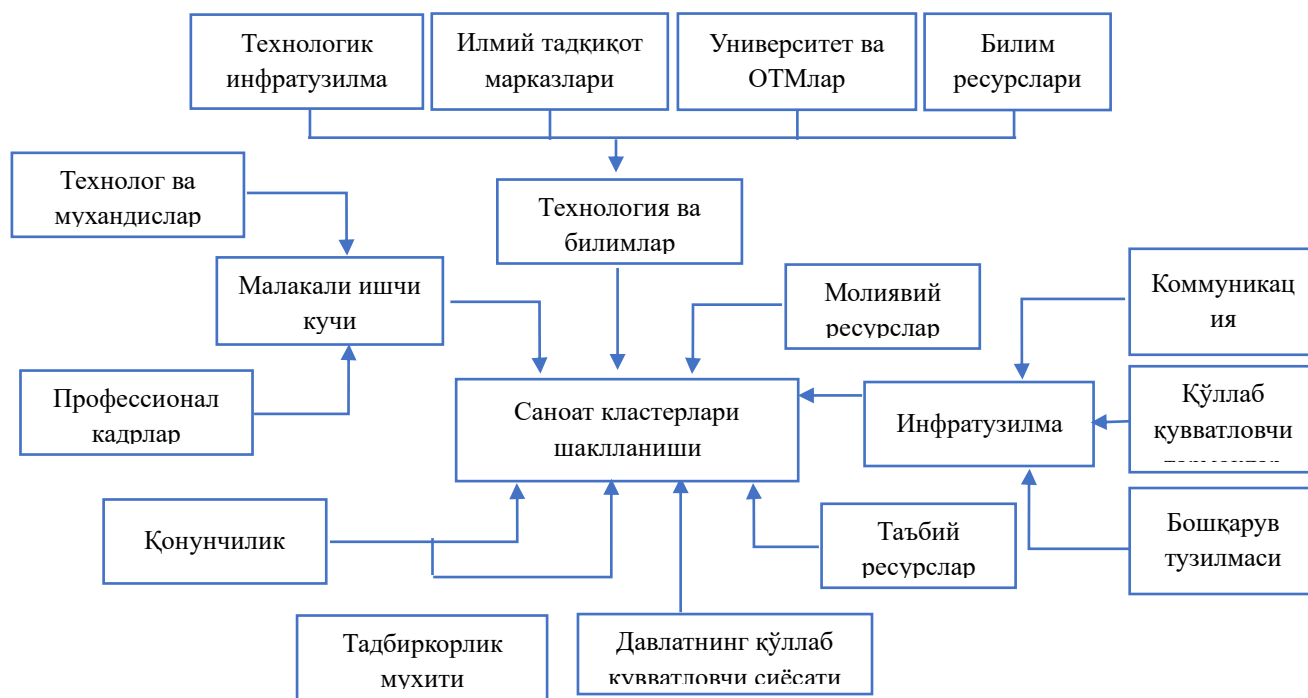 Технологик
инфратузилма
Илмий тадқиқот
марказлари
Университет ва
ОТМлар
Билим
ресурслари
Технолог ва
мухандислар
Технология ва
билимлар
Малакали ишчи
кучи
Молиявий
ресурслар
Коммуникац
ия
Профессионал
кадрлар
Саноат кластерлари
шаклланиши
Инфратузилма
Қўллаб
қувватловчи
Қонунчилик
Таъбий
ресурслар
Бошқарув
тузилмаси
Тадбиркорлик
муҳити
Давлатнинг қўллаб
қувватловчи сиёсати